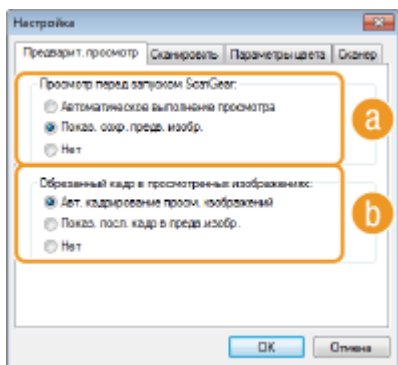 Настройка
Предварит. просмотр
Сканировать
Параметры цвета
Сканер
Просмотр перед запуском ScanGear:
Автоматическое выполнение просмотра
Показ. сохр. предв. изобр.
Нет
a
Обрезанный кадр в просмотренных изображениях:
Авт. кадрирование просм. изображений
Показ. посл. кадр в предв. изобр.
Нет
b
OK
Отмена